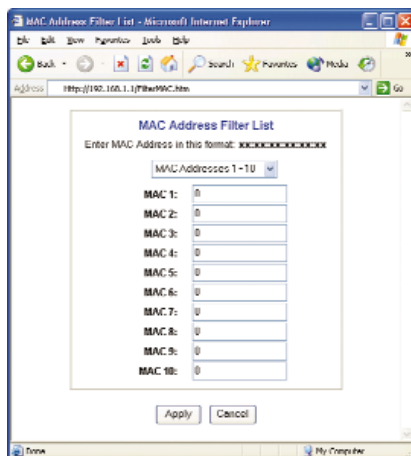 MAC Address Filter List - Microsoft Internet Explorer
File Edit View Favorites Tools Help
Back Search Favorites Media
Address http://192.168.1.1/FilterMAC.htm Go
MAC Address Filter List
Enter MAC Address in this format: xxxxxxxxxxxx
MAC Addresses 1-10
MAC 1: 0
MAC 2: 0
MAC 3: 0
MAC 4: 0
MAC 5: 0
MAC 6: 0
MAC 7: 0
MAC 8: 0
MAC 9: 0
MAC 10: 0
Apply Cancel
Done My Computer